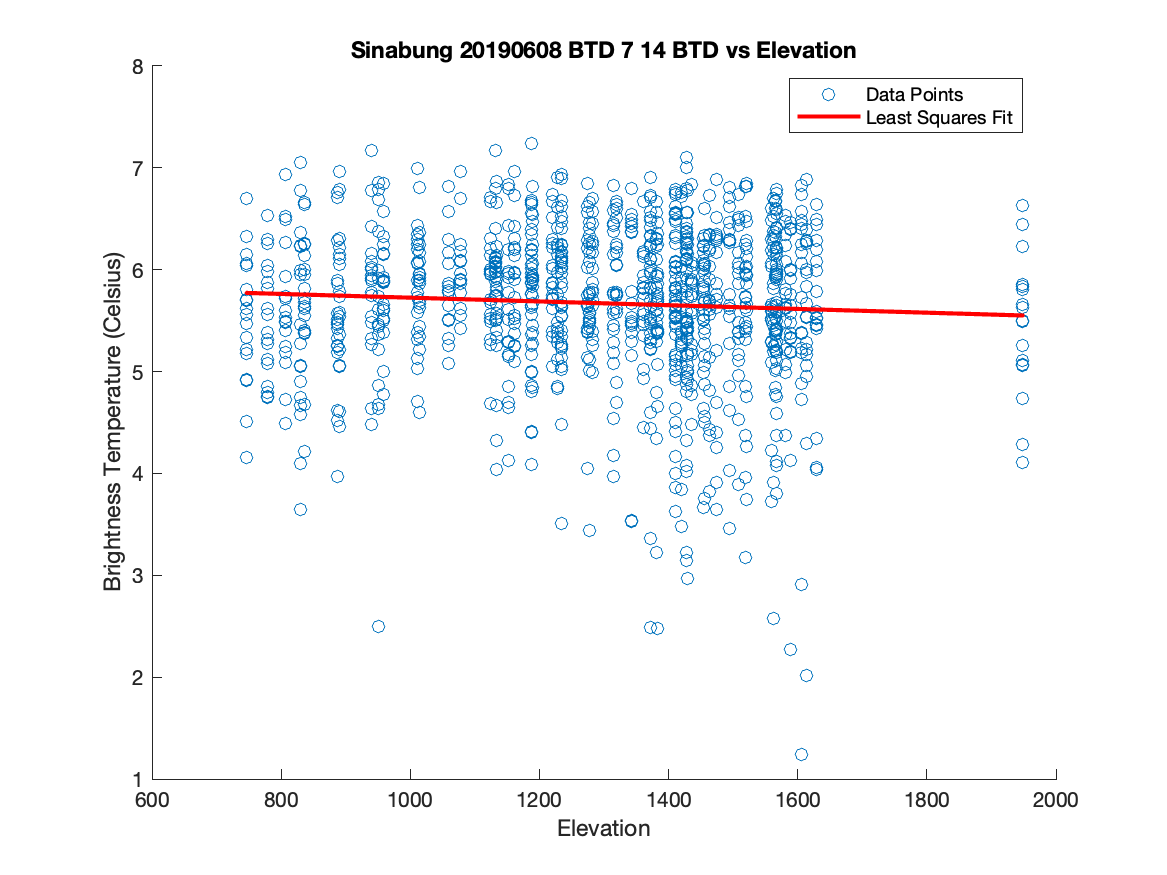 Sinabung 20190608 BTD 7 14 BTD vs Elevation
Data Points
Least Squares Fit
8
7
6
5
4
3
2
1
Brightness Temperature (Celsius)
600 800 1000 1200 1400 1600 1800 2000
Elevation